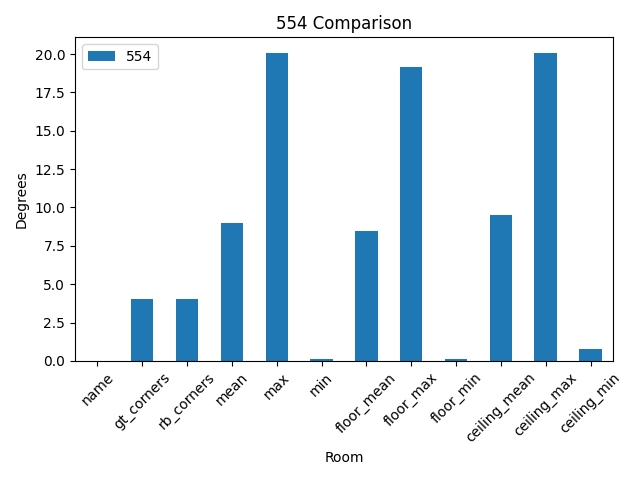 554 Comparison
554
20.0
17.5
15.0
12.5
10.0
7.5
5.0
2.5
0.0
Degrees
name
gt_corners
rb_corners
mean
max
min
floor_mean
floor_max
floor_min
ceiling_mean
ceiling_max
ceiling_min
Room